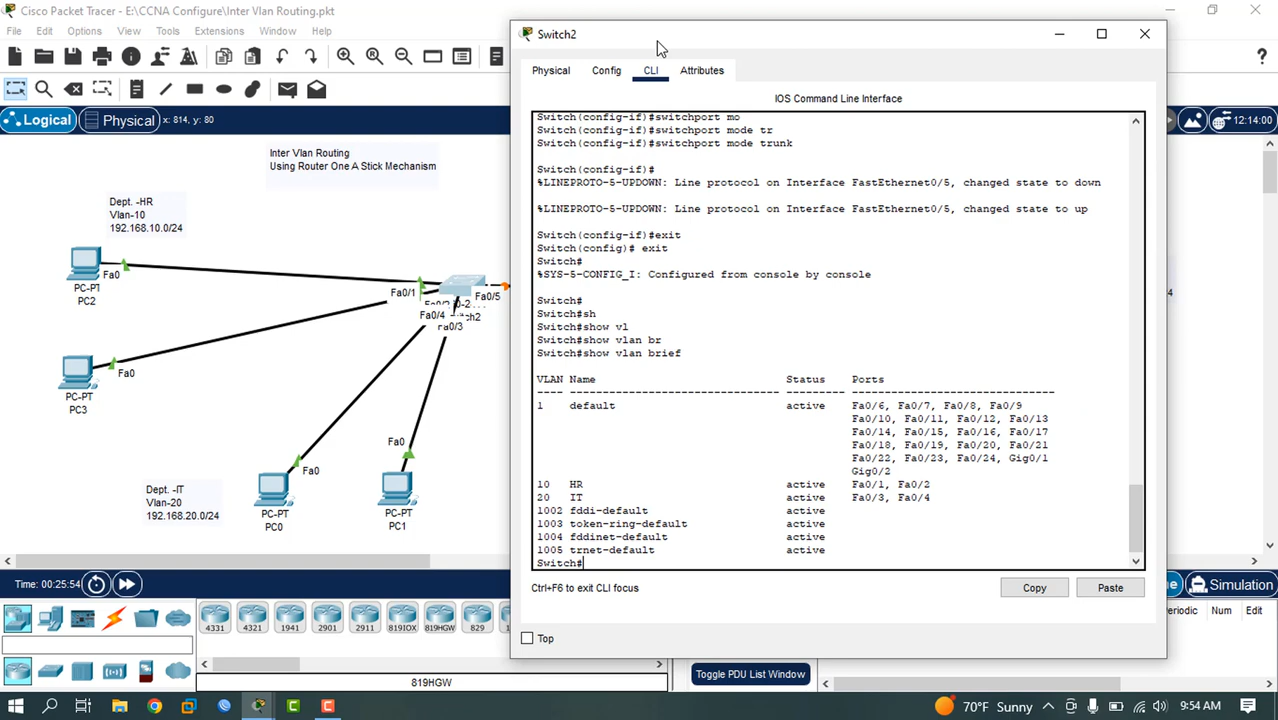 Cisco Packet Tracer - E:\CCNA Configure\Inter Vlan Routing.pkt
File Edit Options View Tools Extensions Window Help
Logical Physical x: 814, y: 80
12:14:00
Inter Vlan Routing
Using Router One A Stick Mechanism
Dept. -HR
Vlan-10
192.168.10.0/24
Fa0
PC-PT
PC2
Fa0/1
Fa0/5
Fa0/4
Fa0/3
Fa0
PC-PT
PC3
Fa0
Fa0
Dept. -IT
Vlan-20
192.168.20.0/24
PC-PT
PC0
PC-PT
PC1
Switch2
Physical Config CLI Attributes
IOS Command Line Interface
Switch(config-if)#switchport mo
Switch(config-if)#switchport mode tr
Switch(config-if)#switchport mode trunk
Switch(config-if)#
%LINEPROTO-5-UPDOWN: Line protocol on Interface FastEthernet0/5, changed state to down
%LINEPROTO-5-UPDOWN: Line protocol on Interface FastEthernet0/5, changed state to up
Switch(config-if)#exit
Switch(config)# exit
Switch#
%SYS-5-CONFIG_I: Configured from console by console
Switch#
Switch#sh
Switch#show vl
Switch#show vlan br
Switch#show vlan brief
VLAN Name Status Ports
1 default active Fa0/6, Fa0/7, Fa0/8, Fa0/9
Fa0/10, Fa0/11, Fa0/12, Fa0/13
Fa0/14, Fa0/15, Fa0/16, Fa0/17
Fa0/18, Fa0/19, Fa0/20, Fa0/21
Fa0/22, Fa0/23, Fa0/24, Gig0/1
Gig0/2
10 HR active Fa0/1, Fa0/2
20 IT active Fa0/3, Fa0/4
1002 fddi-default active
1003 token-ring-default active
1004 fddinet-default active
1005 trnet-default active
Switch#
Ctrl+F6 to exit CLI focus
Copy Paste
Top
Time: 00:25:54
Simulation
4331 4321 1941 2901 2911 819IOX 819HGW 829
Num Edit
819HGW
Toggle PDU List Window
70°F Sunny
9:54 AM